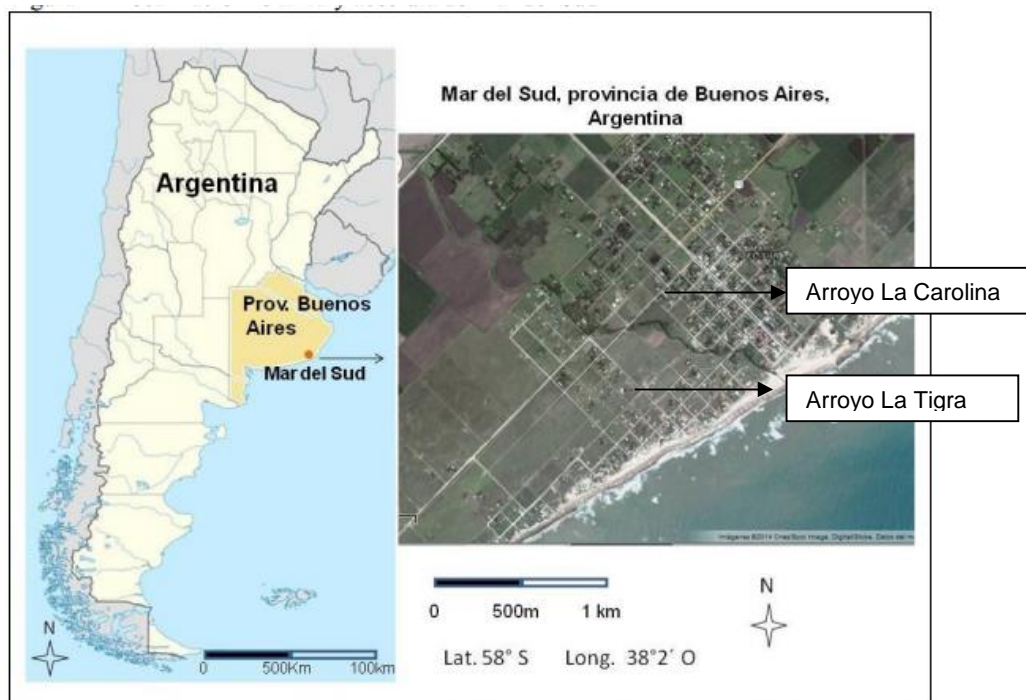 Argentina
Prov. Buenos
Aires
Mar del Sud
N
0 500Km 100km
Mar del Sud, provincia de Buenos Aires,
Argentina
Arroyo La Carolina
Arroyo La Tigra
0 500m 1 km
N
Lat. 58° S Long. 38°2´ O